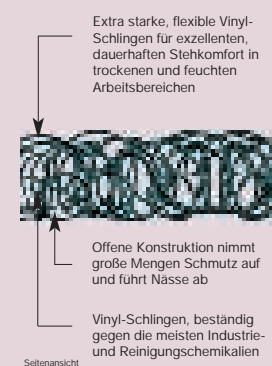 Extra starke, flexible Vinyl-
Schlingen für exzellenten,
dauerhaften Stehkomfort in
trockenen und feuchten
Arbeitsbereichen
Offene Konstruktion nimmt
große Mengen Schmutz auf
und führt Nässe ab
Vinyl-Schlingen, beständig
gegen die meisten Industrie-
und Reinigungschemikalien
Seitenansicht